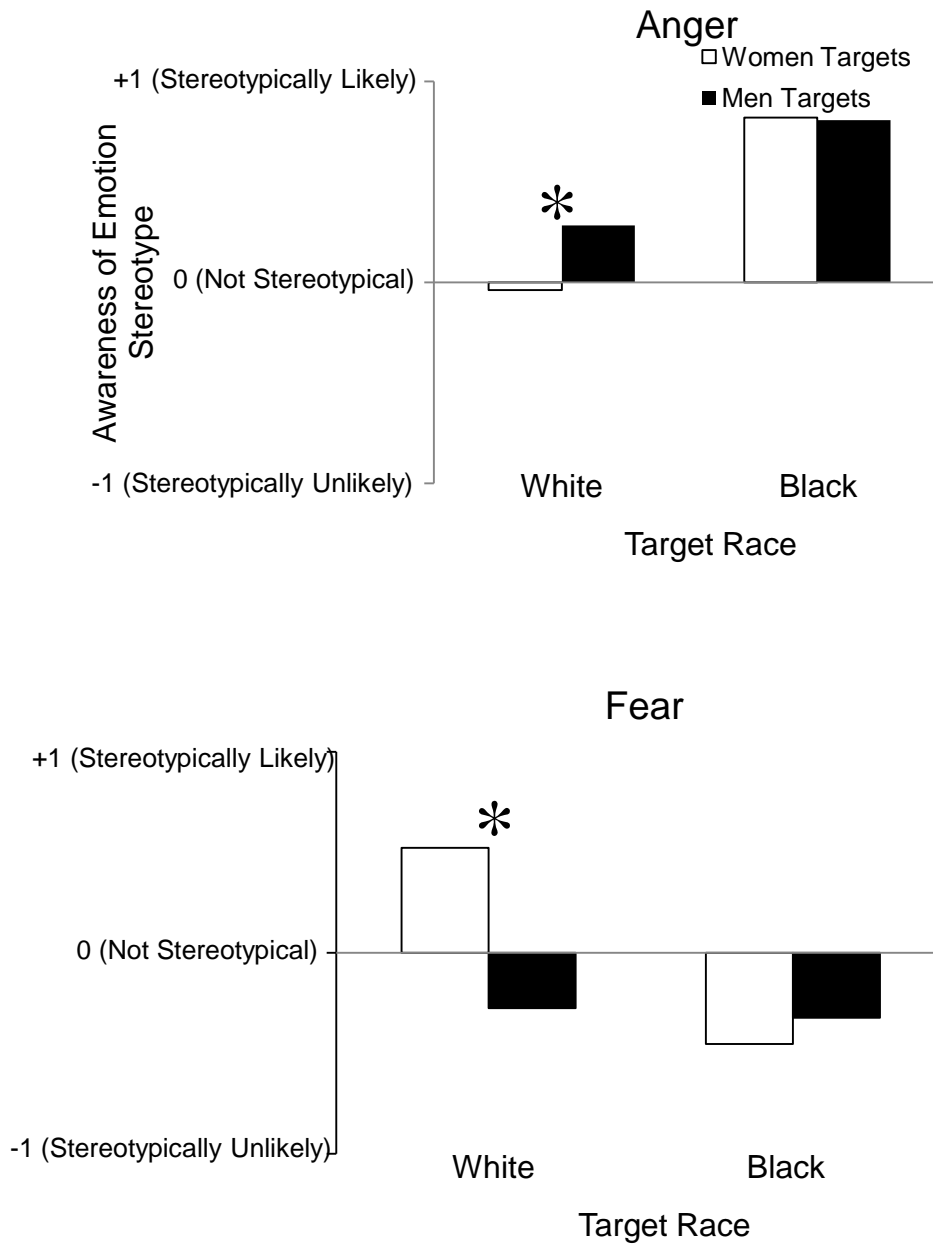 Anger
Women Targets
Men Targets
+1 (Stereotypically Likely)
Awareness of Emotion
Stereotype
*
0 (Not Stereotypical)
-1 (Stereotypically Unlikely)
White
Black
Target Race
Fear
+1 (Stereotypically Likely)
*
0 (Not Stereotypical)
-1 (Stereotypically Unlikely)
White
Black
Target Race